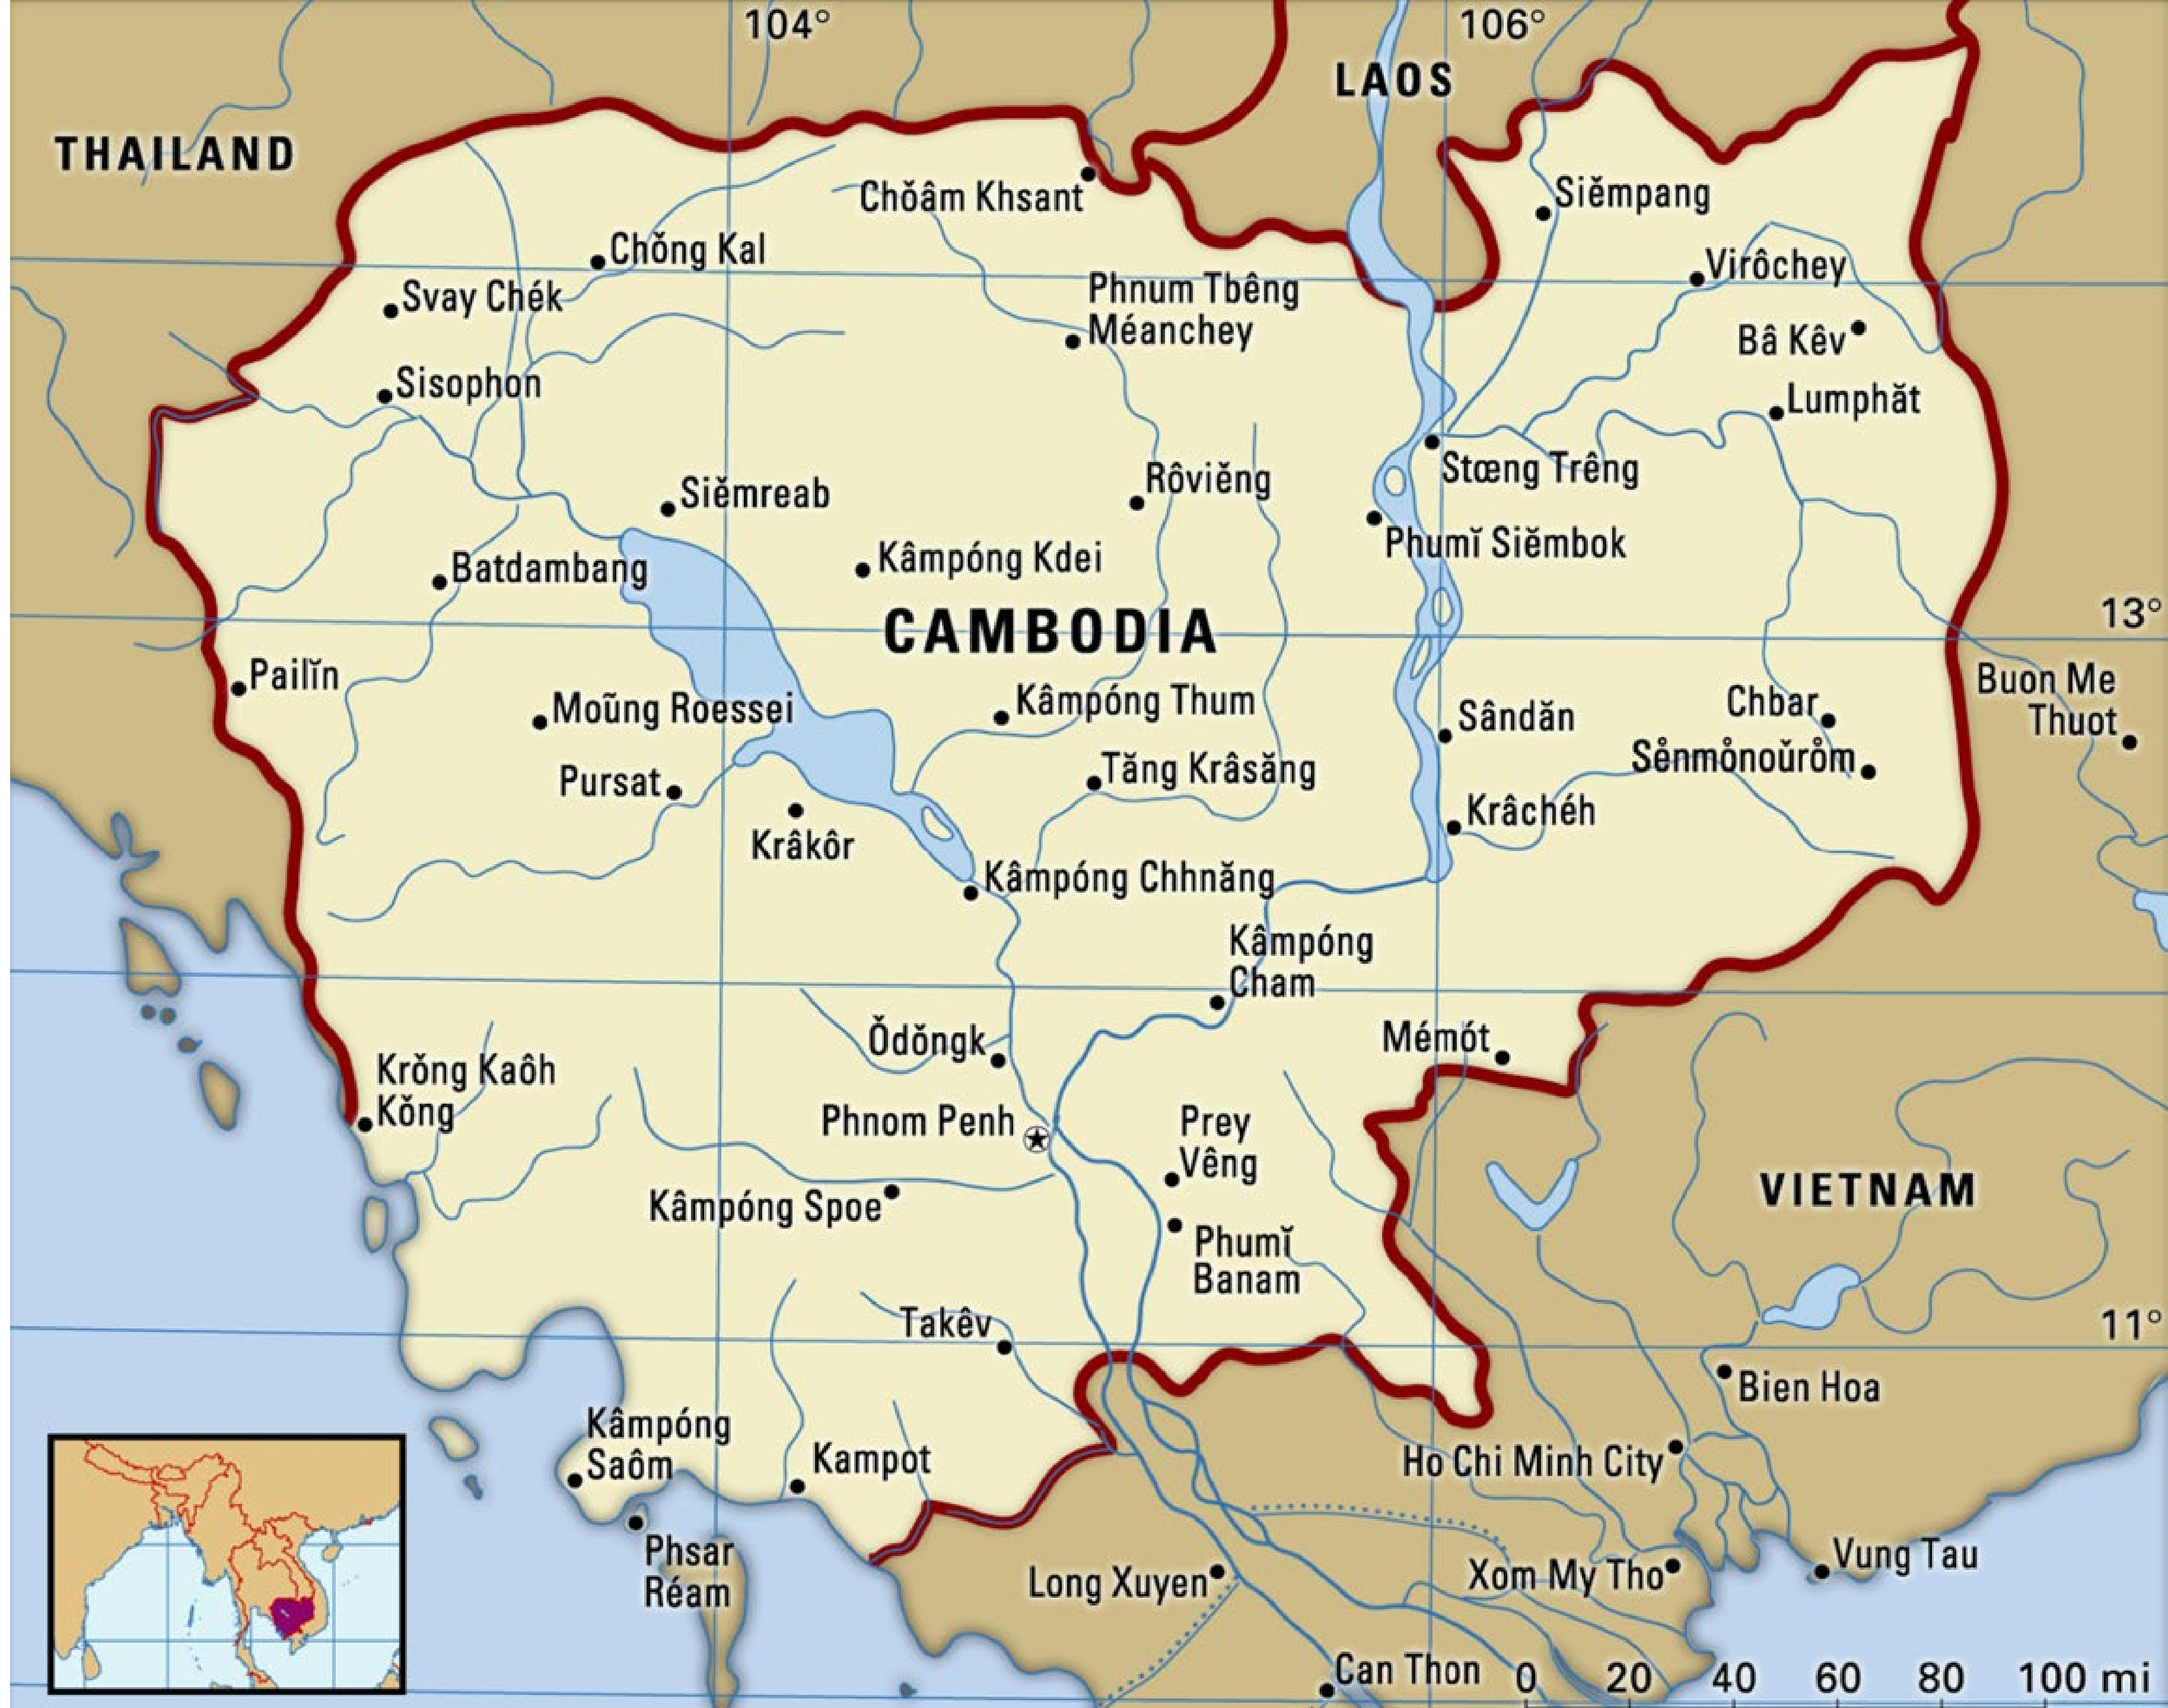 104°
106°
LAOS
THAILAND
Chŏâm Khsant
Siĕmpang
Chŏng Kal
Virôchey
Svay Chék
Phnum Tbêng
Méanchey
Bâ Kêv
Sisophon
Lumphăt
Stœng Trêng
Siĕmreab
Rôviĕng
Phumĭ Siĕmbok
Batdambang
Kâmpóng Kdei
CAMBODIA
13°
Pailĭn
Moũng Roessei
Kâmpóng Thum
Sândăn
Chbar
Buon Me
Thuot
Pursat
Tăng Krâsăng
Sênmônoŭrôm
Krâkôr
Krâchéh
Kâmpóng Chhnăng
Kâmpóng
Cham
Ŏdŏngk
Mémót
Krŏng Kaôh
Kŏng
Phnom Penh
Prey
Vêng
VIETNAM
Kâmpóng Spoe
Phumĭ
Banam
Takêv
11°
Bien Hoa
Kâmpóng
Saôm
Kampot
Ho Chi Minh City
Phsar
Réam
Long Xuyen
Xom My Tho
Vung Tau
Can Thon
0 20 40 60 80 100 mi